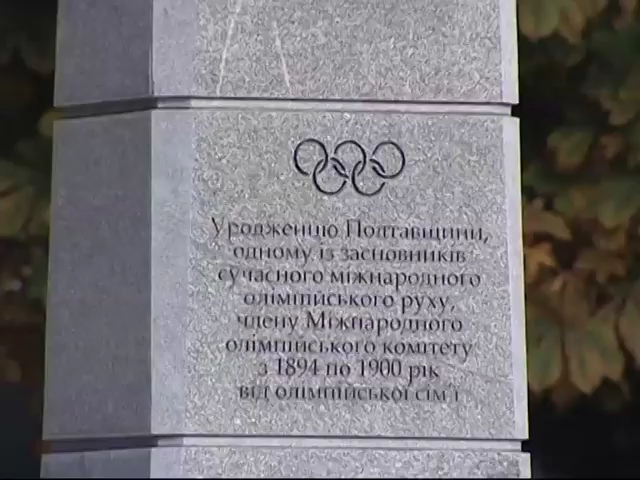 Уродженцю Полтавщини,
одному із засновників
сучасного міжнародного
олімпійського руху,
члену Міжнародного
олімпійського комітету
з 1894 по 1900 рік
від олімпійської сім'ї